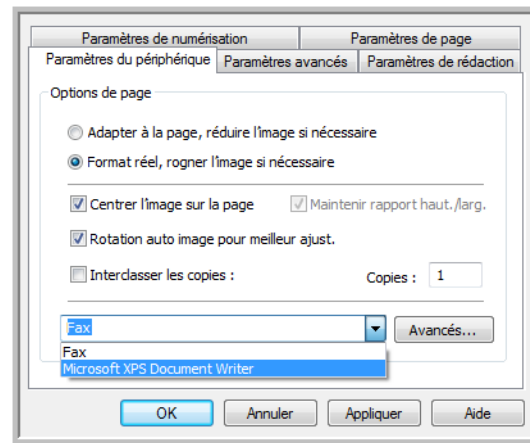 Paramètres de numérisation Paramètres de page
Paramètres du périphérique Paramètres avancés Paramètres de rédaction
Options de page
Adapter à la page, réduire l'image si nécessaire
Format réel, rogner l'image si nécessaire
Centrer l'image sur la page Maintenir rapport haut./larg.
Rotation auto image pour meilleur ajust.
Interclasser les copies : Copies : 1
Fax Avancés...
Fax
Microsoft XPS Document Writer
OK Annuler Appliquer Aide